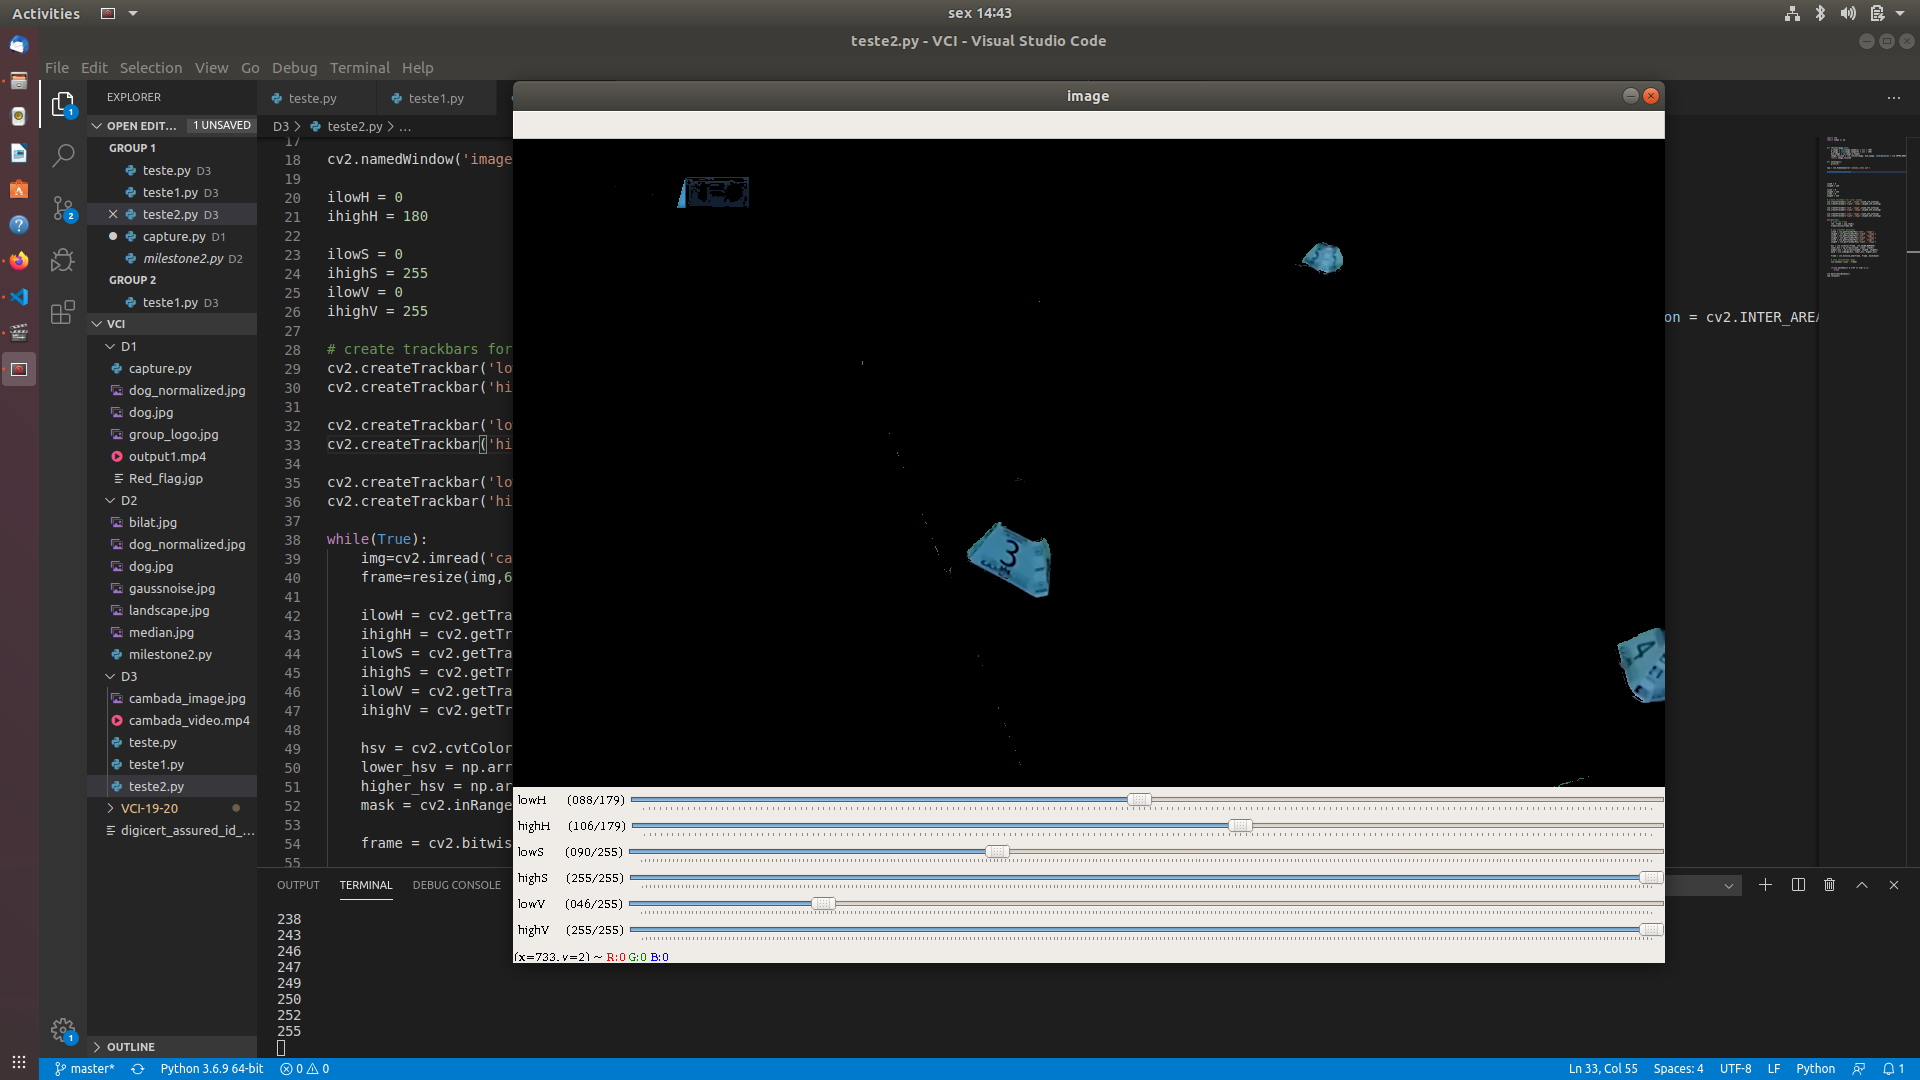 Activities
sex 14:43
teste2.py - VCI - Visual Studio Code
File Edit Selection View Go Debug Terminal Help
EXPLORER
OPEN EDIT... 1 UNSAVED
GROUP 1
teste.py D3
teste1.py D3
teste2.py D3
capture.py D1
milestone2.py D2
GROUP 2
teste1.py D3
VCI
D1
capture.py
dog_normalized.jpg
dog.jpg
group_logo.jpg
output1.mp4
Red_flag.jgp
D2
bilat.jpg
dog_normalized.jpg
dog.jpg
gaussnoise.jpg
landscape.jpg
median.jpg
milestone2.py
D3
cambada_image.jpg
cambada_video.mp4
teste.py
teste1.py
teste2.py
VCI-19-20
digicert_assured_id_...
OUTLINE
teste.py teste1.py
D3 > teste2.py > ...
17
18 cv2.namedWindow('image
19
20 ilowH = 0
21 ihighH = 180
22
23 ilowS = 0
24 ihighS = 255
25 ilowV = 0
26 ihighV = 255
27
28 # create trackbars for
29 cv2.createTrackbar('lo
30 cv2.createTrackbar('hi
31
32 cv2.createTrackbar('lo
33 cv2.createTrackbar('hi
34
35 cv2.createTrackbar('lo
36 cv2.createTrackbar('hi
37
38 while(True):
39 img=cv2.imread('ca
40 frame=resize(img,6
41
42 ilowH = cv2.getTra
43 ihighH = cv2.getTr
44 ilowS = cv2.getTra
45 ihighS = cv2.getTr
46 ilowV = cv2.getTra
47 ihighV = cv2.getTr
48
49 hsv = cv2.cvtColor
50 lower_hsv = np.arr
51 higher_hsv = np.ar
52 mask = cv2.inRange
53
54 frame = cv2.bitwis
55
on = cv2.INTER_AREA
image
3
4
lowH (088/179)
highH (106/179)
lowS (090/255)
highS (255/255)
lowV (046/255)
highV (255/255)
(x=733, y=2) ~ R:0 G:0 B:0
OUTPUT TERMINAL DEBUG CONSOLE
238
243
246
247
249
250
252
255
master* Python 3.6.9 64-bit 0 0 Ln 33, Col 55 Spaces: 4 UTF-8 LF Python 1